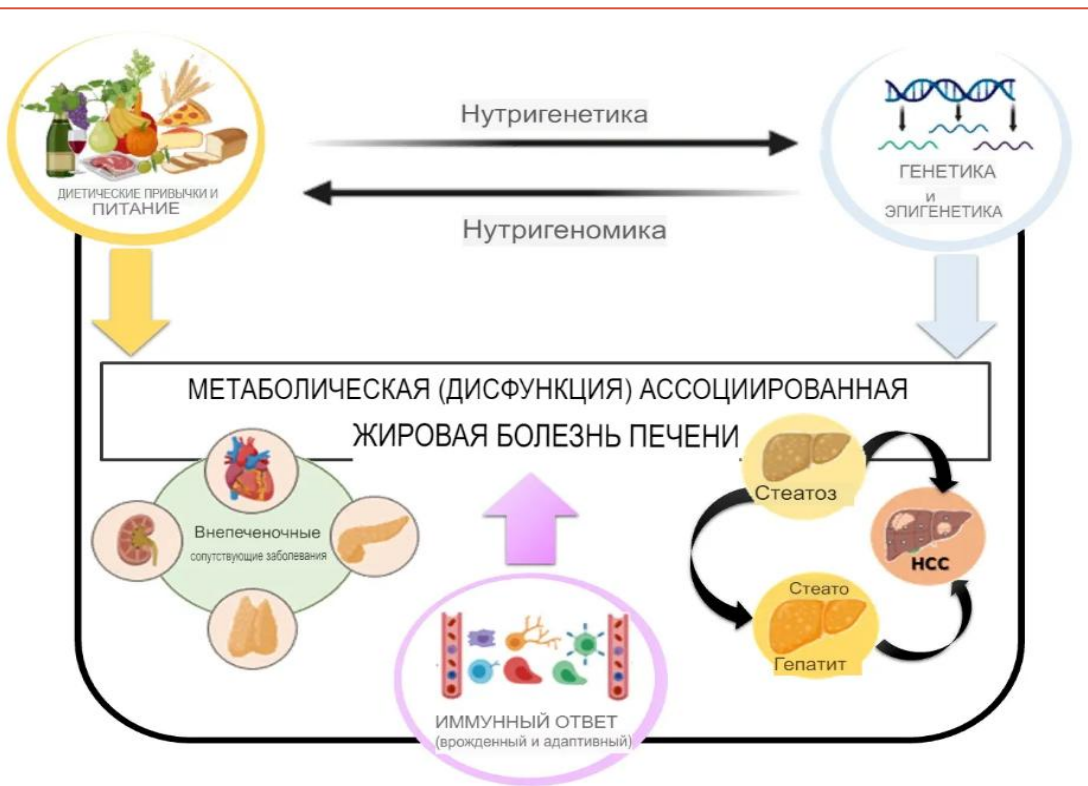 Нутригенетика
Нутригеномика
ДИЕТИЧЕСКИЕ ПРИВЫЧКИ И
ПИТАНИЕ
ГЕНЕТИКА
и
ЭПИГЕНЕТИКА
МЕТАБОЛИЧЕСКАЯ (ДИСФУНКЦИЯ) АССОЦИИРОВАННАЯ
ЖИРОВАЯ БОЛЕЗНЬ ПЕЧЕНИ
Внепеченочные
сопутствующие заболевания
Стеатоз
HCC
Стеато
Гепатит
ИММУННЫЙ ОТВЕТ
(врожденный и адаптивный)